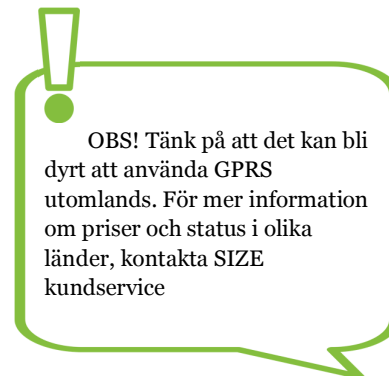 OBS! Tänk på att det kan bli
dyrt att använda GPRS
utomlands. För mer information
om priser och status i olika
länder, kontakta SIZE
kundservice